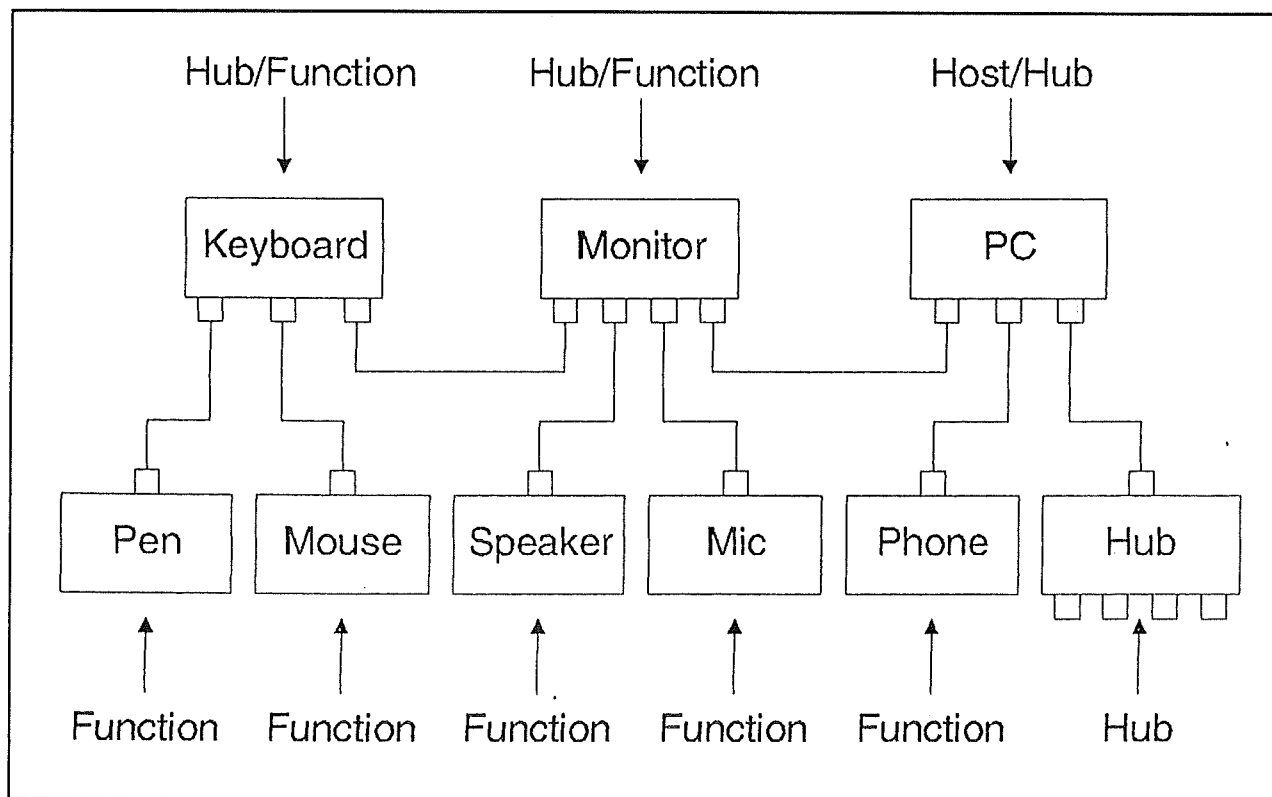 Hub/Function Hub/Function Host/Hub
Keyboard Monitor PC
Pen Mouse Speaker Mic Phone Hub
Function Function Function Function Function Hub